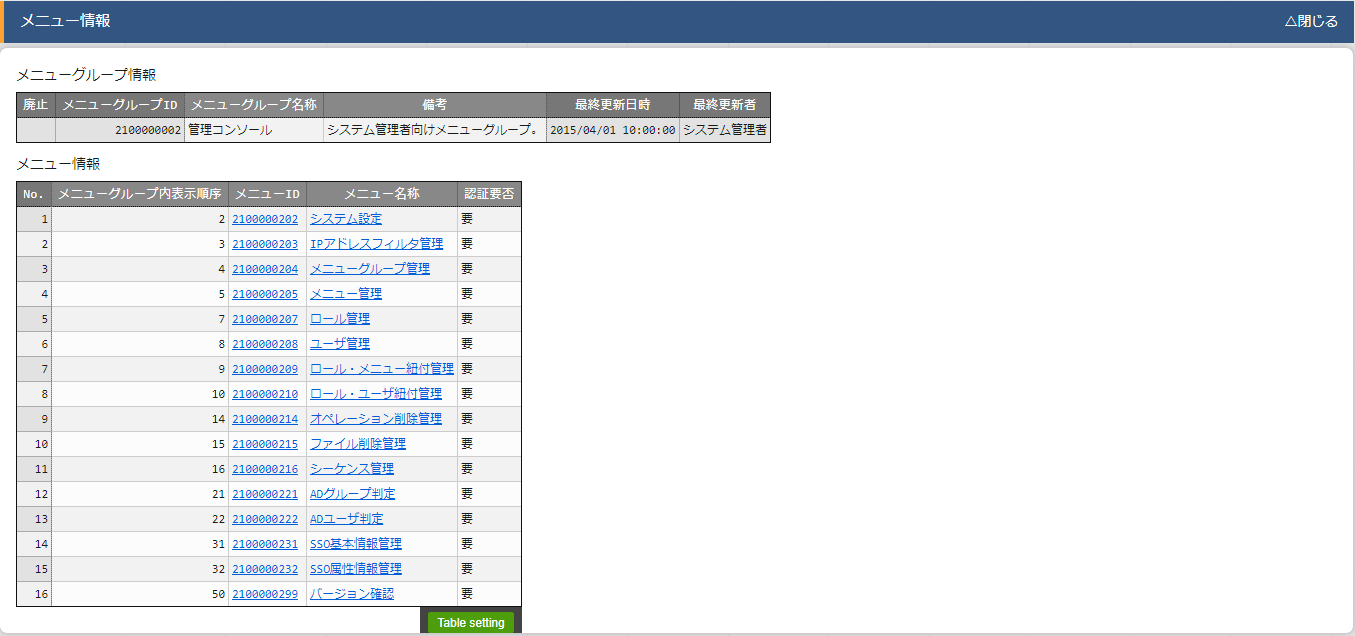 メニュー情報 △閉じる
メニューグループ情報
廃止 メニューグループID メニューグループ名称 備考 最終更新日時 最終更新者
2100000002 管理コンソール システム管理者向けメニューグループ。 2015/04/01 10:00:00 システム管理者
メニュー情報
No. メニューグループ内表示順序 メニューID メニュー名称 認証要否
1 2 2100000202 システム設定 要
2 3 2100000203 IPアドレスフィルタ管理 要
3 4 2100000204 メニューグループ管理 要
4 5 2100000205 メニュー管理 要
5 7 2100000207 ロール管理 要
6 8 2100000208 ユーザ管理 要
7 9 2100000209 ロール・メニュー紐付管理 要
8 10 2100000210 ロール・ユーザ紐付管理 要
9 14 2100000214 オペレーション削除管理 要
10 15 2100000215 ファイル削除管理 要
11 16 2100000216 シーケンス管理 要
12 21 2100000221 ADグループ判定 要
13 22 2100000222 ADユーザ判定 要
14 31 2100000231 SSO基本情報管理 要
15 32 2100000232 SSO属性情報管理 要
16 50 2100000299 バージョン確認 要
Table setting